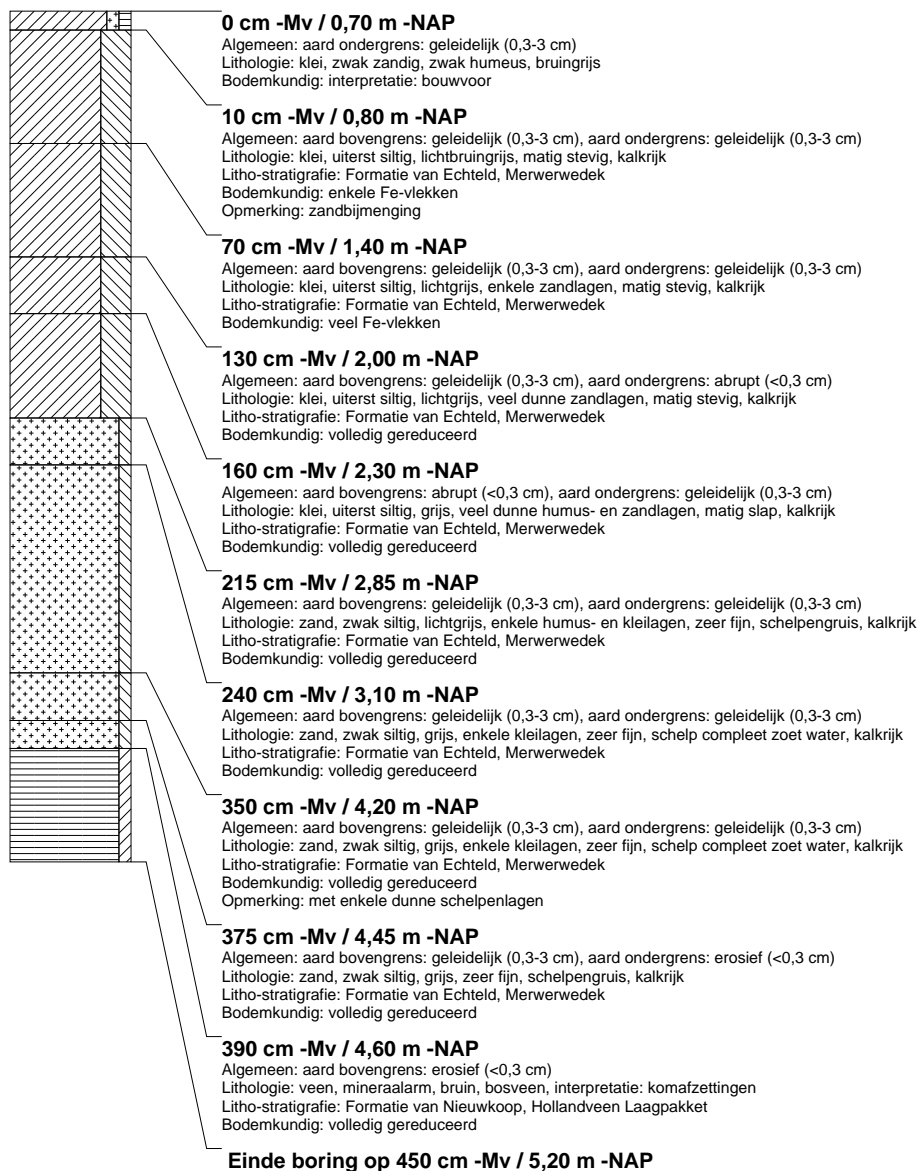 0 cm -Mv / 0,70 m -NAP
Algemeen: aard ondergrens: geleidelijk (0,3-3 cm)
Lithologie: klei, zwak zandig, zwak humeus, bruingrijs
Bodemkundig: interpretatie: bouwvoor
10 cm -Mv / 0,80 m -NAP
Algemeen: aard bovengrens: geleidelijk (0,3-3 cm), aard ondergrens: geleidelijk (0,3-3 cm)
Lithologie: klei, uiterst siltig, lichtbruingrijs, matig stevig, kalkrijk
Litho-stratigrafie: Formatie van Echteld, Merwerwedek
Bodemkundig: enkele Fe-vlekken
Opmerking: zandbijmenging
70 cm -Mv / 1,40 m -NAP
Algemeen: aard bovengrens: geleidelijk (0,3-3 cm), aard ondergrens: geleidelijk (0,3-3 cm)
Lithologie: klei, uiterst siltig, lichtgrijs, enkele zandlagen, matig stevig, kalkrijk
Litho-stratigrafie: Formatie van Echteld, Merwerwedek
Bodemkundig: veel Fe-vlekken
130 cm -Mv / 2,00 m -NAP
Algemeen: aard bovengrens: geleidelijk (0,3-3 cm), aard ondergrens: abrupt (<0,3 cm)
Lithologie: klei, uiterst siltig, lichtgrijs, veel dunne zandlagen, matig stevig, kalkrijk
Litho-stratigrafie: Formatie van Echteld, Merwerwedek
Bodemkundig: volledig gereduceerd
160 cm -Mv / 2,30 m -NAP
Algemeen: aard bovengrens: abrupt (<0,3 cm), aard ondergrens: geleidelijk (0,3-3 cm)
Lithologie: klei, uiterst siltig, grijs, veel dunne humus- en zandlagen, matig slap, kalkrijk
Litho-stratigrafie: Formatie van Echteld, Merwerwedek
Bodemkundig: volledig gereduceerd
215 cm -Mv / 2,85 m -NAP
Algemeen: aard bovengrens: geleidelijk (0,3-3 cm), aard ondergrens: geleidelijk (0,3-3 cm)
Lithologie: zand, zwak siltig, lichtgrijs, enkele humus- en kleilagen, zeer fijn, schelpengruis, kalkrijk
Litho-stratigrafie: Formatie van Echteld, Merwerwedek
Bodemkundig: volledig gereduceerd
240 cm -Mv / 3,10 m -NAP
Algemeen: aard bovengrens: geleidelijk (0,3-3 cm), aard ondergrens: geleidelijk (0,3-3 cm)
Lithologie: zand, zwak siltig, grijs, enkele kleilagen, zeer fijn, schelp compleet zoet water, kalkrijk
Litho-stratigrafie: Formatie van Echteld, Merwerwedek
Bodemkundig: volledig gereduceerd
350 cm -Mv / 4,20 m -NAP
Algemeen: aard bovengrens: geleidelijk (0,3-3 cm), aard ondergrens: geleidelijk (0,3-3 cm)
Lithologie: zand, zwak siltig, grijs, enkele kleilagen, zeer fijn, schelp compleet zoet water, kalkrijk
Litho-stratigrafie: Formatie van Echteld, Merwerwedek
Bodemkundig: volledig gereduceerd
Opmerking: met enkele dunne schelpenlagen
375 cm -Mv / 4,45 m -NAP
Algemeen: aard bovengrens: geleidelijk (0,3-3 cm), aard ondergrens: erosief (<0,3 cm)
Lithologie: zand, zwak siltig, grijs, zeer fijn, schelpengruis, kalkrijk
Litho-stratigrafie: Formatie van Echteld, Merwerwedek
Bodemkundig: volledig gereduceerd
390 cm -Mv / 4,60 m -NAP
Algemeen: aard bovengrens: erosief (<0,3 cm)
Lithologie: veen, mineraalarm, bruin, bosveen, interpretatie: komafzettingen
Litho-stratigrafie: Formatie van Nieuwkoop, Hollandveen Laagpakket
Bodemkundig: volledig gereduceerd
Einde boring op 450 cm -Mv / 5,20 m -NAP